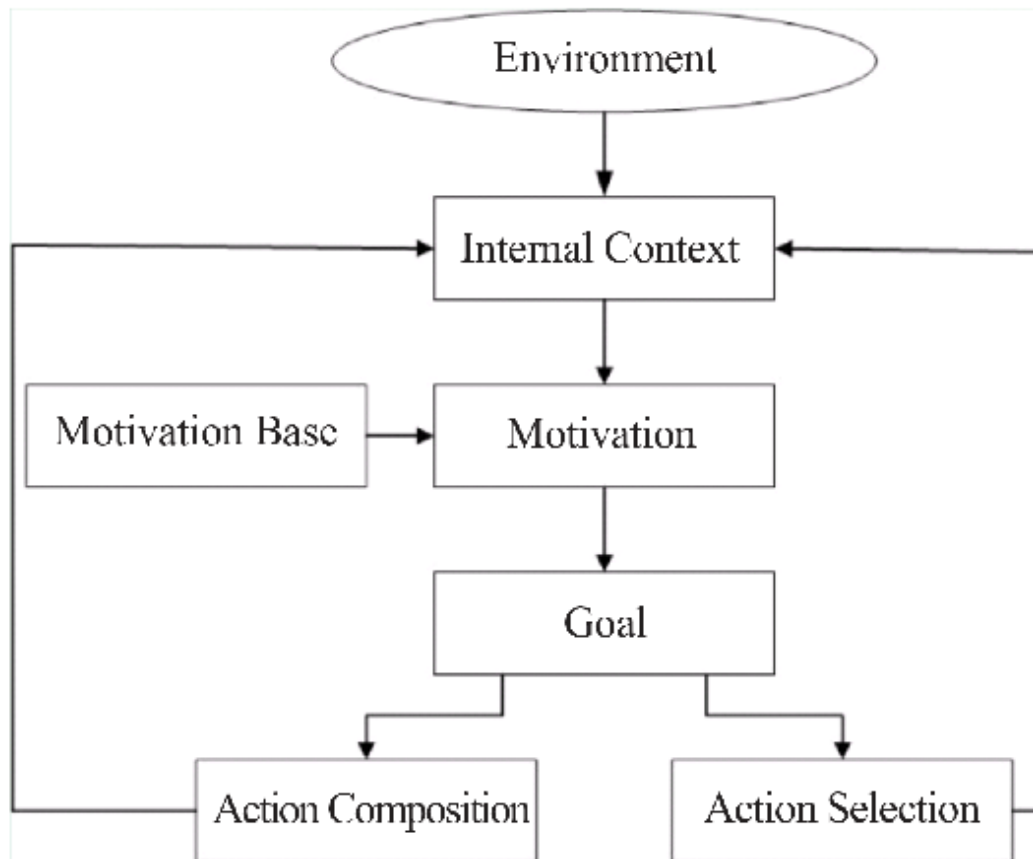 Environment
Internal Context
Motivation Base
Motivation
Goal
Action Composition
Action Selection